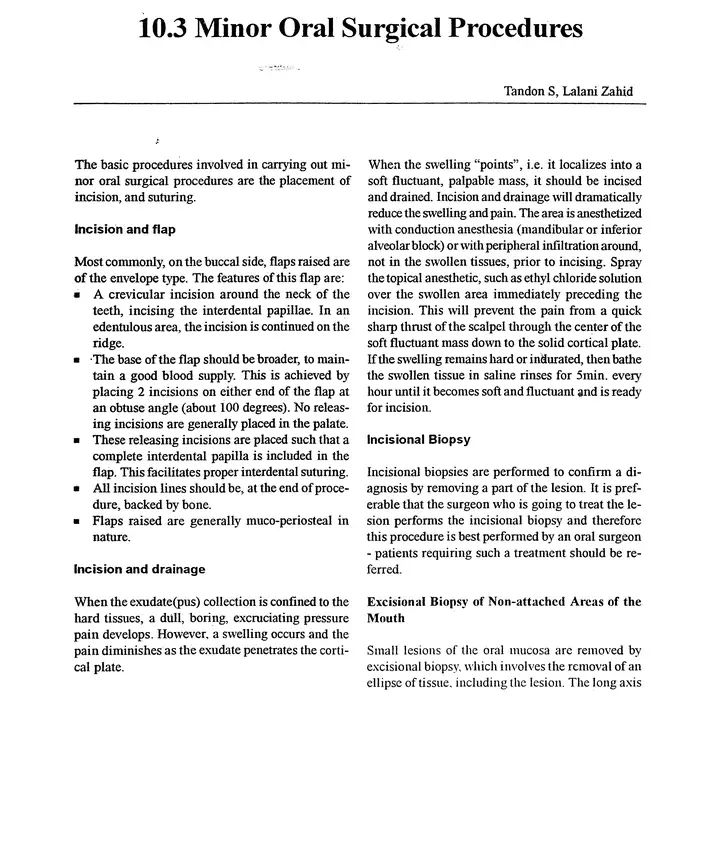 10.3 Minor Oral Surgical Procedures
Tandon S, Lalani Zahid
The basic procedures involved in carrying out mi-
nor oral surgical procedures are the placement of
incision, and suturing.
Incision and flap
Most commonly, on the buccal side, flaps raised are
of the envelope type. The features of this flap are:
■ A crevicular incision around the neck of the
teeth, incising the interdental papillae. In an
edentulous area, the incision is continued on the
ridge.
■ The base of the flap should be broader, to main-
tain a good blood supply. This is achieved by
placing 2 incisions on either end of the flap at
an obtuse angle (about 100 degrees). No releas-
ing incisions are generally placed in the palate.
■ These releasing incisions are placed such that a
complete interdental papilla is included in the
flap. This facilitates proper interdental suturing.
■ All incision lines should be, at the end of proce-
dure, backed by bone.
■ Flaps raised are generally muco-periosteal in
nature.
Incision and drainage
When the exudate(pus) collection is confined to the
hard tissues, a dull, boring, excruciating pressure
pain develops. However, a swelling occurs and the
pain diminishes as the exudate penetrates the corti-
cal plate.
When the swelling “points”, i.e. it localizes into a
soft fluctuant, palpable mass, it should be incised
and drained. Incision and drainage will dramatically
reduce the swelling and pain. The area is anesthetized
with conduction anesthesia (mandibular or inferior
alveolar block) or with peripheral infiltration around,
not in the swollen tissues, prior to incising. Spray
the topical anesthetic, such as ethyl chloride solution
over the swollen area immediately preceding the
incision. This will prevent the pain from a quick
sharp thrust of the scalpel through the center of the
soft fluctuant mass down to the solid cortical plate.
If the swelling remains hard or indurated, then bathe
the swollen tissue in saline rinses for 5min. every
hour until it becomes soft and fluctuant and is ready
for incision.
Incisional Biopsy
Incisional biopsies are performed to confirm a di-
agnosis by removing a part of the lesion. It is pref-
erable that the surgeon who is going to treat the le-
sion performs the incisional biopsy and therefore
this procedure is best performed by an oral surgeon
- patients requiring such a treatment should be re-
ferred.
Excisional Biopsy of Non-attached Areas of the
Mouth
Small lesions of the oral mucosa are removed by
excisional biopsy, which involves the removal of an
ellipse of tissue, including the lesion. The long axis